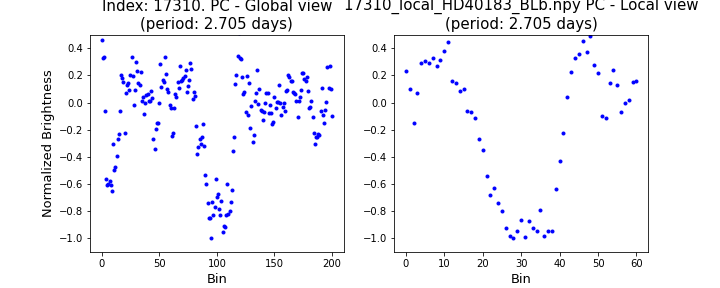 Index: 17310. PC - Global view
(period: 2.705 days)
17310_local_HD40183_BLb.npy PC - Local view
(period: 2.705 days)
Normalized Brightness
0.4
0.2
0.0
−0.2
−0.4
−0.6
−0.8
−1.0
0 50 100 150 200
Bin
0.4
0.2
0.0
−0.2
−0.4
−0.6
−0.8
−1.0
0 10 20 30 40 50 60
Bin